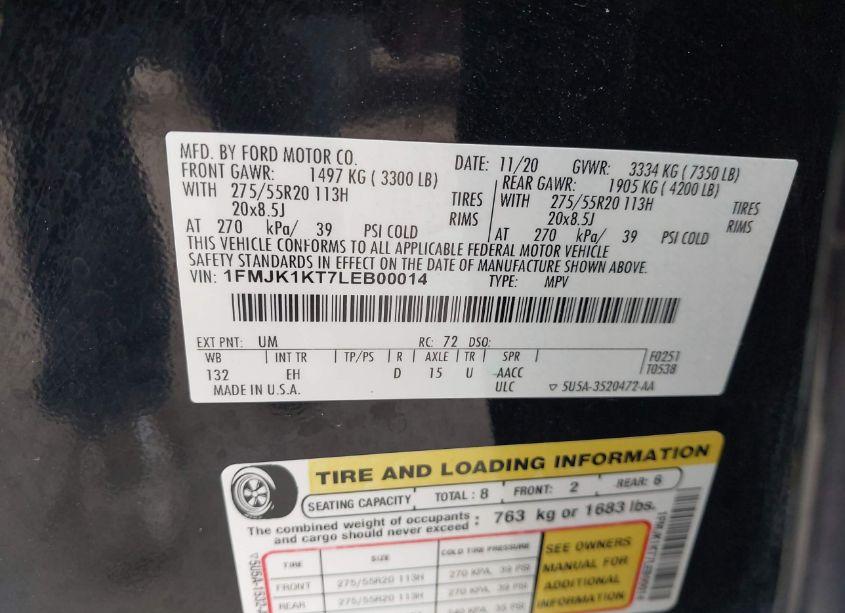 MFD. BY FORD MOTOR CO. DATE: 11/20 GVWR: 3334 KG ( 7350 LB)
FRONT GAWR: 1497 KG ( 3300 LB) REAR GAWR: 1905 KG ( 4200 LB)
WITH 275/55R20 113H TIRES WITH 275/55R20 113H TIRES
20x8.5J RIMS 20x8.5J RIMS
AT 270 kPa/ 39 PSI COLD AT 270 kPa/ 39 PSI COLD
THIS VEHICLE CONFORMS TO ALL APPLICABLE FEDERAL MOTOR VEHICLE
SAFETY STANDARDS IN EFFECT ON THE DATE OF MANUFACTURE SHOWN ABOVE.
VIN: 1FMJK1KT7LEB00014 TYPE: MPV
EXT PNT: UM RC: 72 DSO:
WB INT TR TP/PS R AXLE TR SPR F0251
132 EH D 15 U AACC T0538
MADE IN U.S.A. ULC ▽ 5U5A-3520472-AA
TIRE AND LOADING INFORMATION
SEATING CAPACITY TOTAL : 8 FRONT: 2 REAR: 6
The combined weight of occupants
and cargo should never exceed : 763 kg or 1683 lbs.
TIRE SIZE COLD TIRE PRESSURE
FRONT 275/55R20 113H 270 KPA, 39 PSI
REAR 275/55R20 113H 270 KPA, 39 PSI
SEE OWNERS
MANUAL FOR
ADDITIONAL
INFORMATION